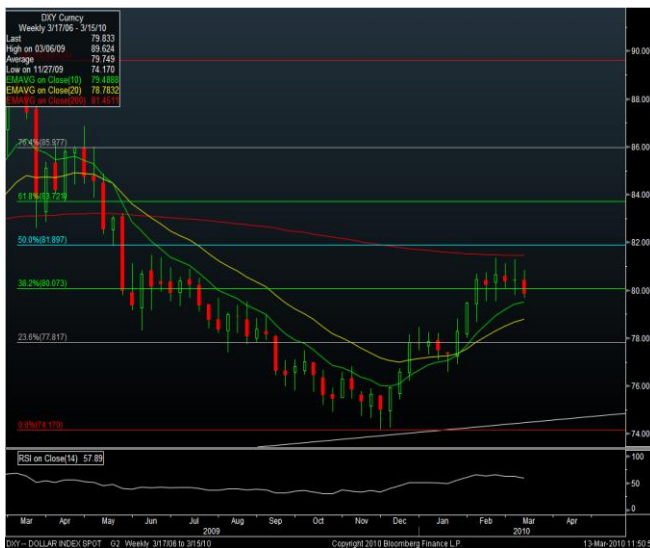 DXY Curncy
Weekly 3/17/06 - 3/15/10
Last 79.833
High on 03/06/09 89.624
Average 79.749
Low on 11/27/09 74.170
EMAVG on Close(10) 79.4888
EMAVG on Close(20) 78.7832
EMAVG on Close(200) 81.4511
90.00
88.00
76.4%(85.977)
86.00
61.8%(83.721)
84.00
50.0%(81.897)
82.00
38.2%(80.073)
80.00
23.6%(77.817)
78.00
76.00
0.0%(74.170)
74.00
RSI on Close(14) 57.89
100
50
0
Mar Apr May Jun Jul Aug Sep Oct Nov Dec Jan Feb Mar Apr
2009 2010
DXY -- DOLLAR INDEX SPOT G2 Weekly 3/17/06 to 3/15/10 Copyright 2010 Bloomberg Finance L.P. 13-Mar-2010 11:50:5